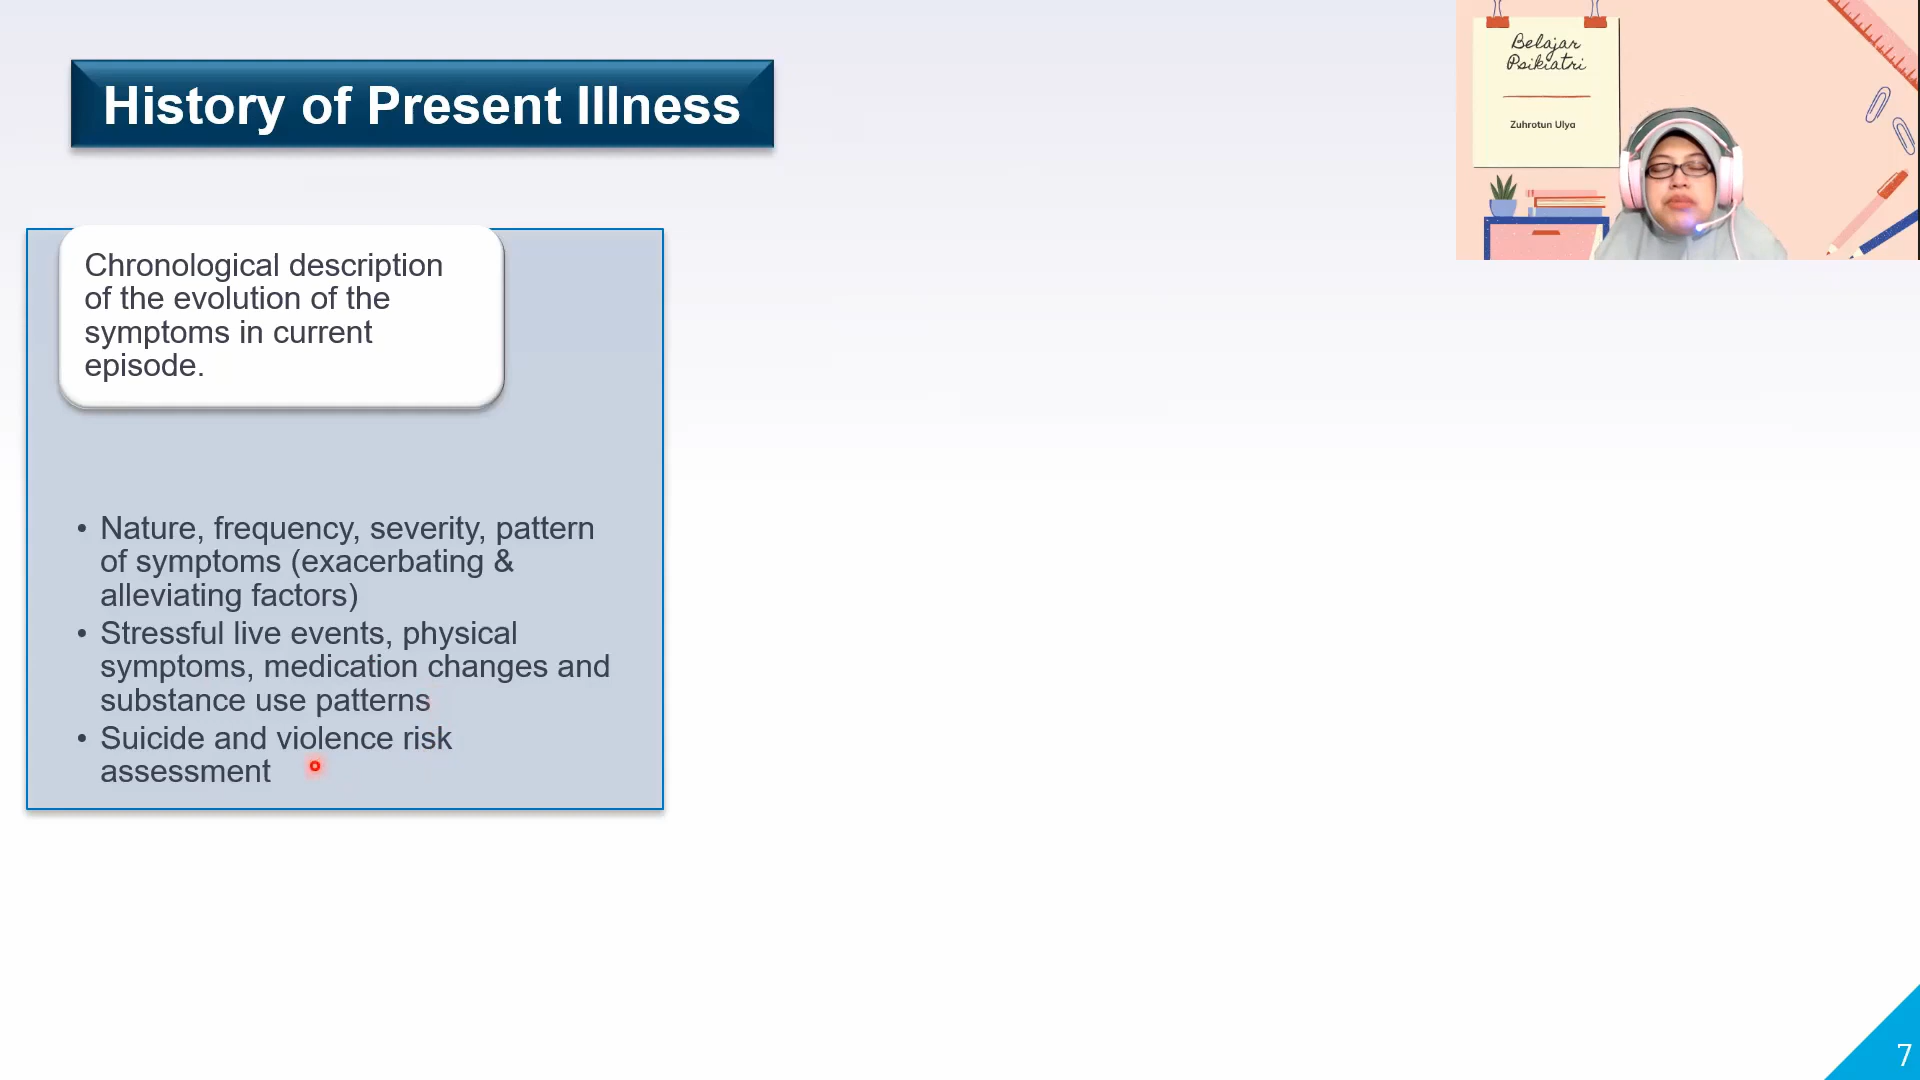 History of Present Illness
Belajar
Psikiatri
Zuhrotun Ulya
Chronological description
of the evolution of the
symptoms in current
episode.
• Nature, frequency, severity, pattern
of symptoms (exacerbating &
alleviating factors)
• Stressful live events, physical
symptoms, medication changes and
substance use patterns
• Suicide and violence risk
assessment
7